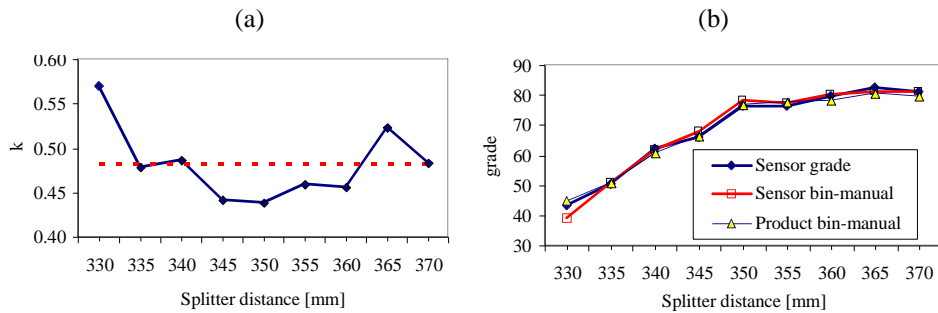 (a)
(b)
0.60
0.55
0.50
0.45
0.40
k
330 335 340 345 350 355 360 365 370
Splitter distance [mm]
90
80
70
60
50
40
30
grade
Sensor grade
Sensor bin-manual
Product bin-manual
330 335 340 345 350 355 360 365 370
Splitter distance [mm]